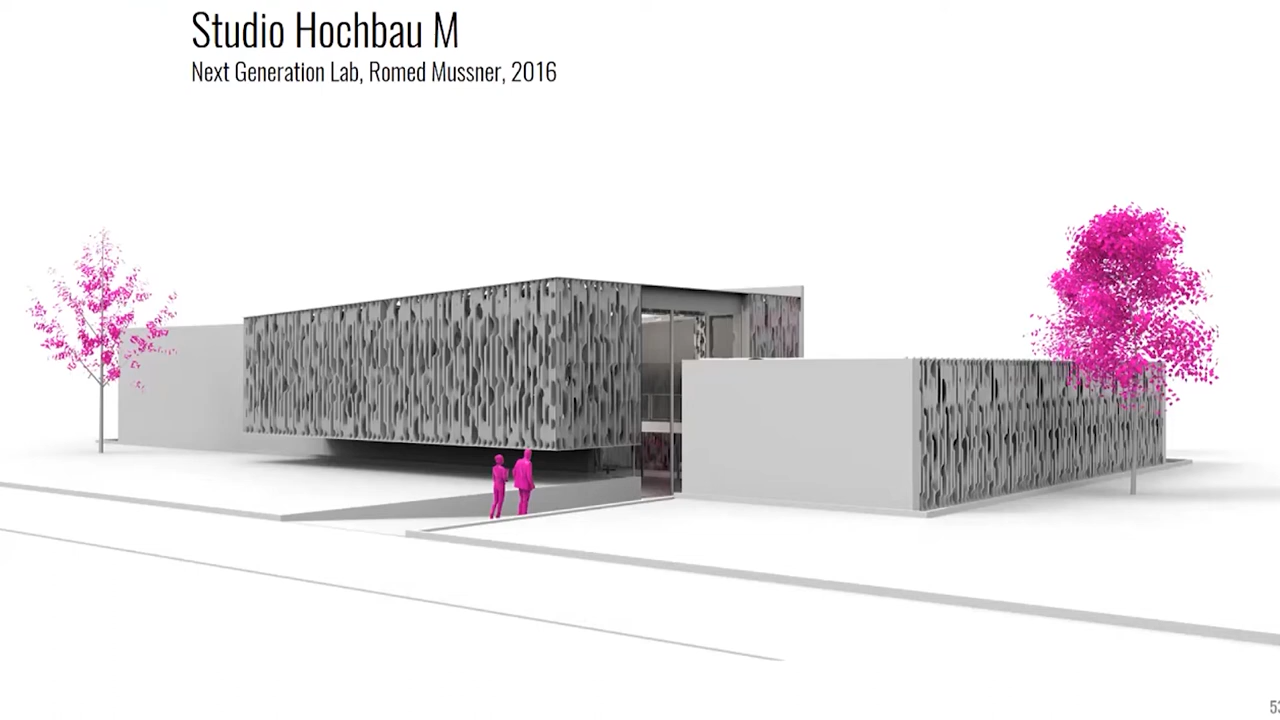 Studio Hochbau M
Next Generation Lab, Romed Mussner, 2016